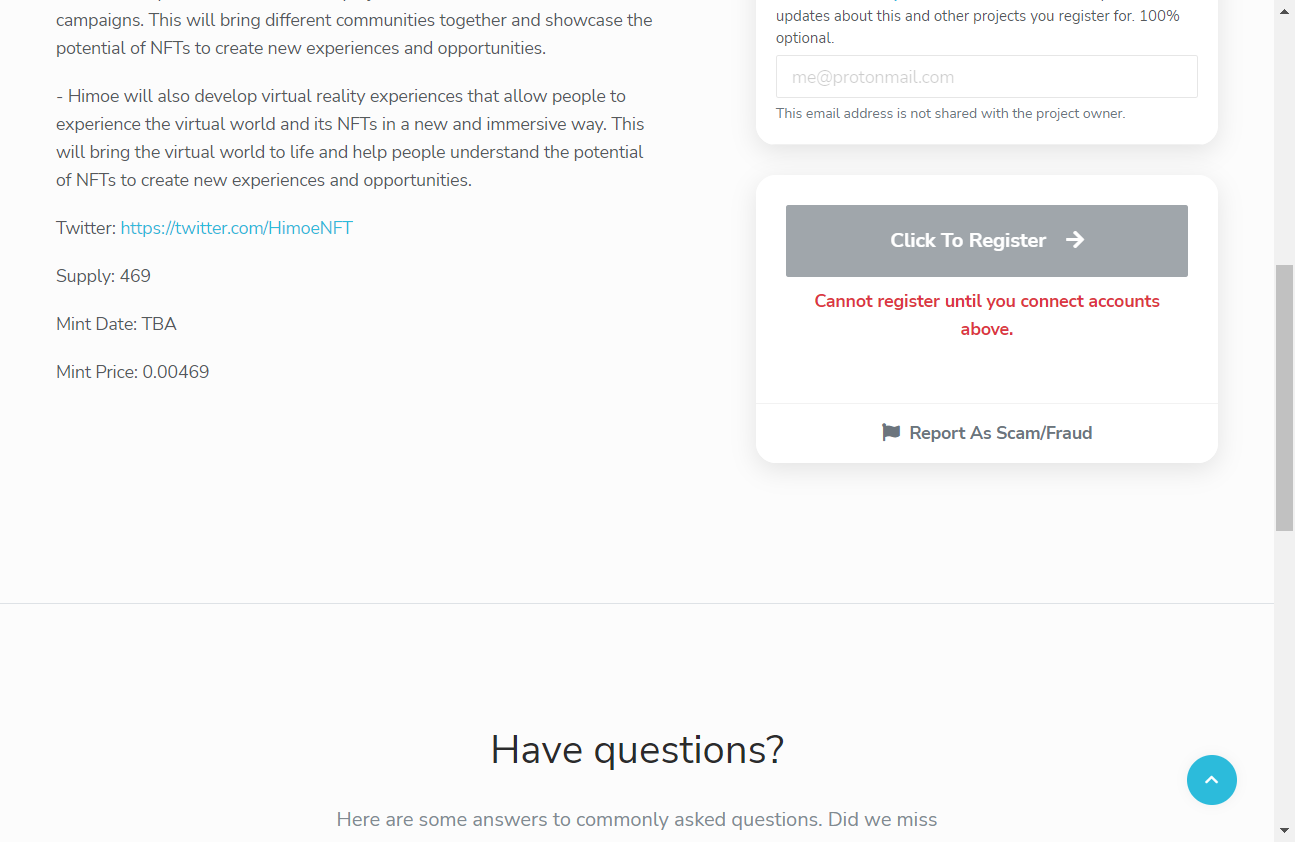 campaigns. This will bring different communities together and showcase the
potential of NFTs to create new experiences and opportunities.
- Himoe will also develop virtual reality experiences that allow people to
experience the virtual world and its NFTs in a new and immersive way. This
will bring the virtual world to life and help people understand the potential
of NFTs to create new experiences and opportunities.
Twitter: https://twitter.com/HimoeNFT
Supply: 469
Mint Date: TBA
Mint Price: 0.00469
updates about this and other projects you register for. 100%
optional.
me@protonmail.com
This email address is not shared with the project owner.
Click To Register
Cannot register until you connect accounts
above.
Report As Scam/Fraud
Have questions?
Here are some answers to commonly asked questions. Did we miss